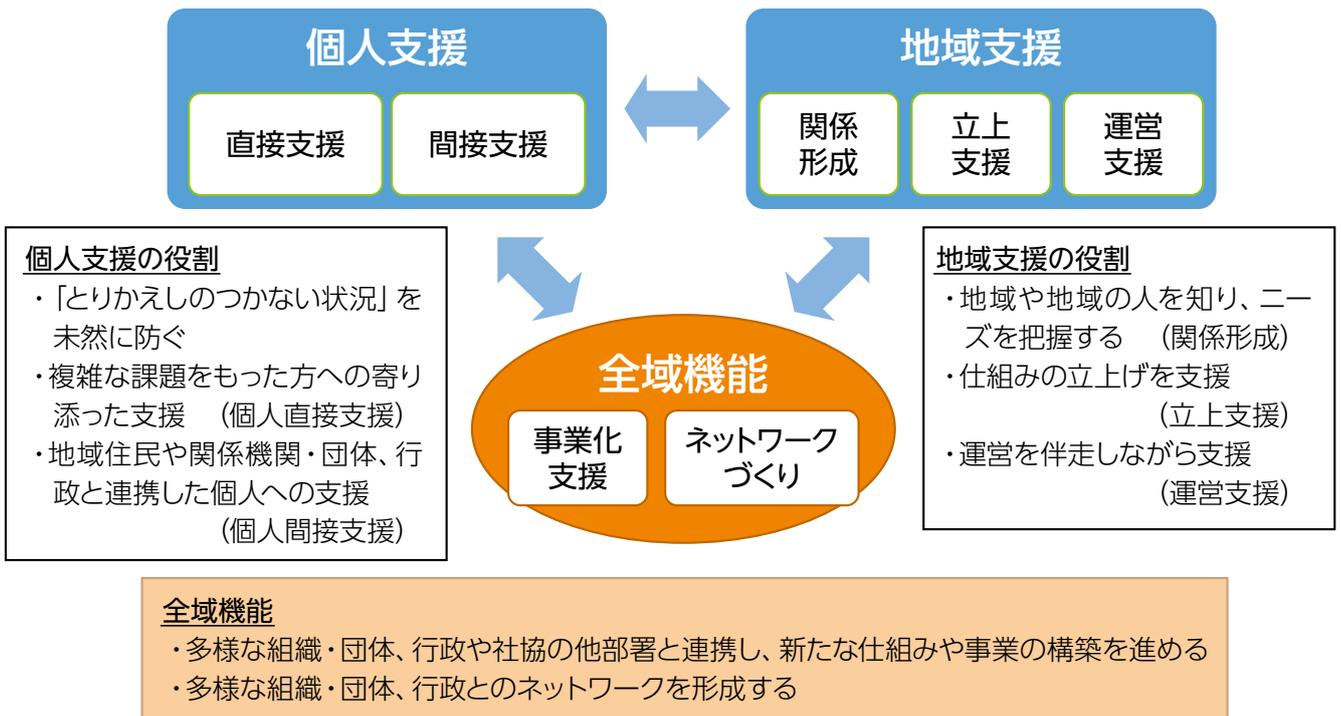 個人支援
直接支援
間接支援
地域支援
関係
形成
立上
支援
運営
支援
個人支援の役割
・「とりかえしのつかない状況」を
未然に防ぐ
・複雑な課題をもった方への寄り
添った支援 (個人直接支援)
・地域住民や関係機関・団体、行
政と連携した個人への支援
(個人間接支援)
全域機能
事業化
支援
ネットワーク
づくり
地域支援の役割
・地域や地域の人を知り、ニー
ズを把握する (関係形成)
・仕組みの立上げを支援
(立上支援)
・運営を伴走しながら支援
(運営支援)
全域機能
・多様な組織・団体、行政や社協の他部署と連携し、新たな仕組みや事業の構築を進める
・多様な組織・団体、行政とのネットワークを形成する